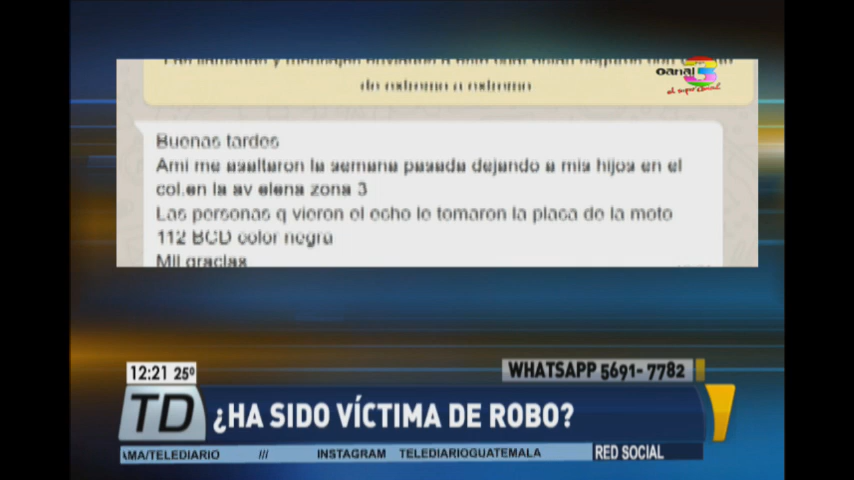 de extremo a extremo
canal 3
el super canal
Buenas tardes
Ami me asaltaron la semana pasada dejando a mis hijos en el
col.en la av elena zona 3
Las personas q vieron el echo le tomaron la placa de la moto
112 BCD color negra
Mil gracias
12:21 25º
WHATSAPP 5691-7782
TD ¿HA SIDO VÍCTIMA DE ROBO?
AMA/TELEDIARIO /// INSTAGRAM TELEDIARIOGUATEMALA RED SOCIAL